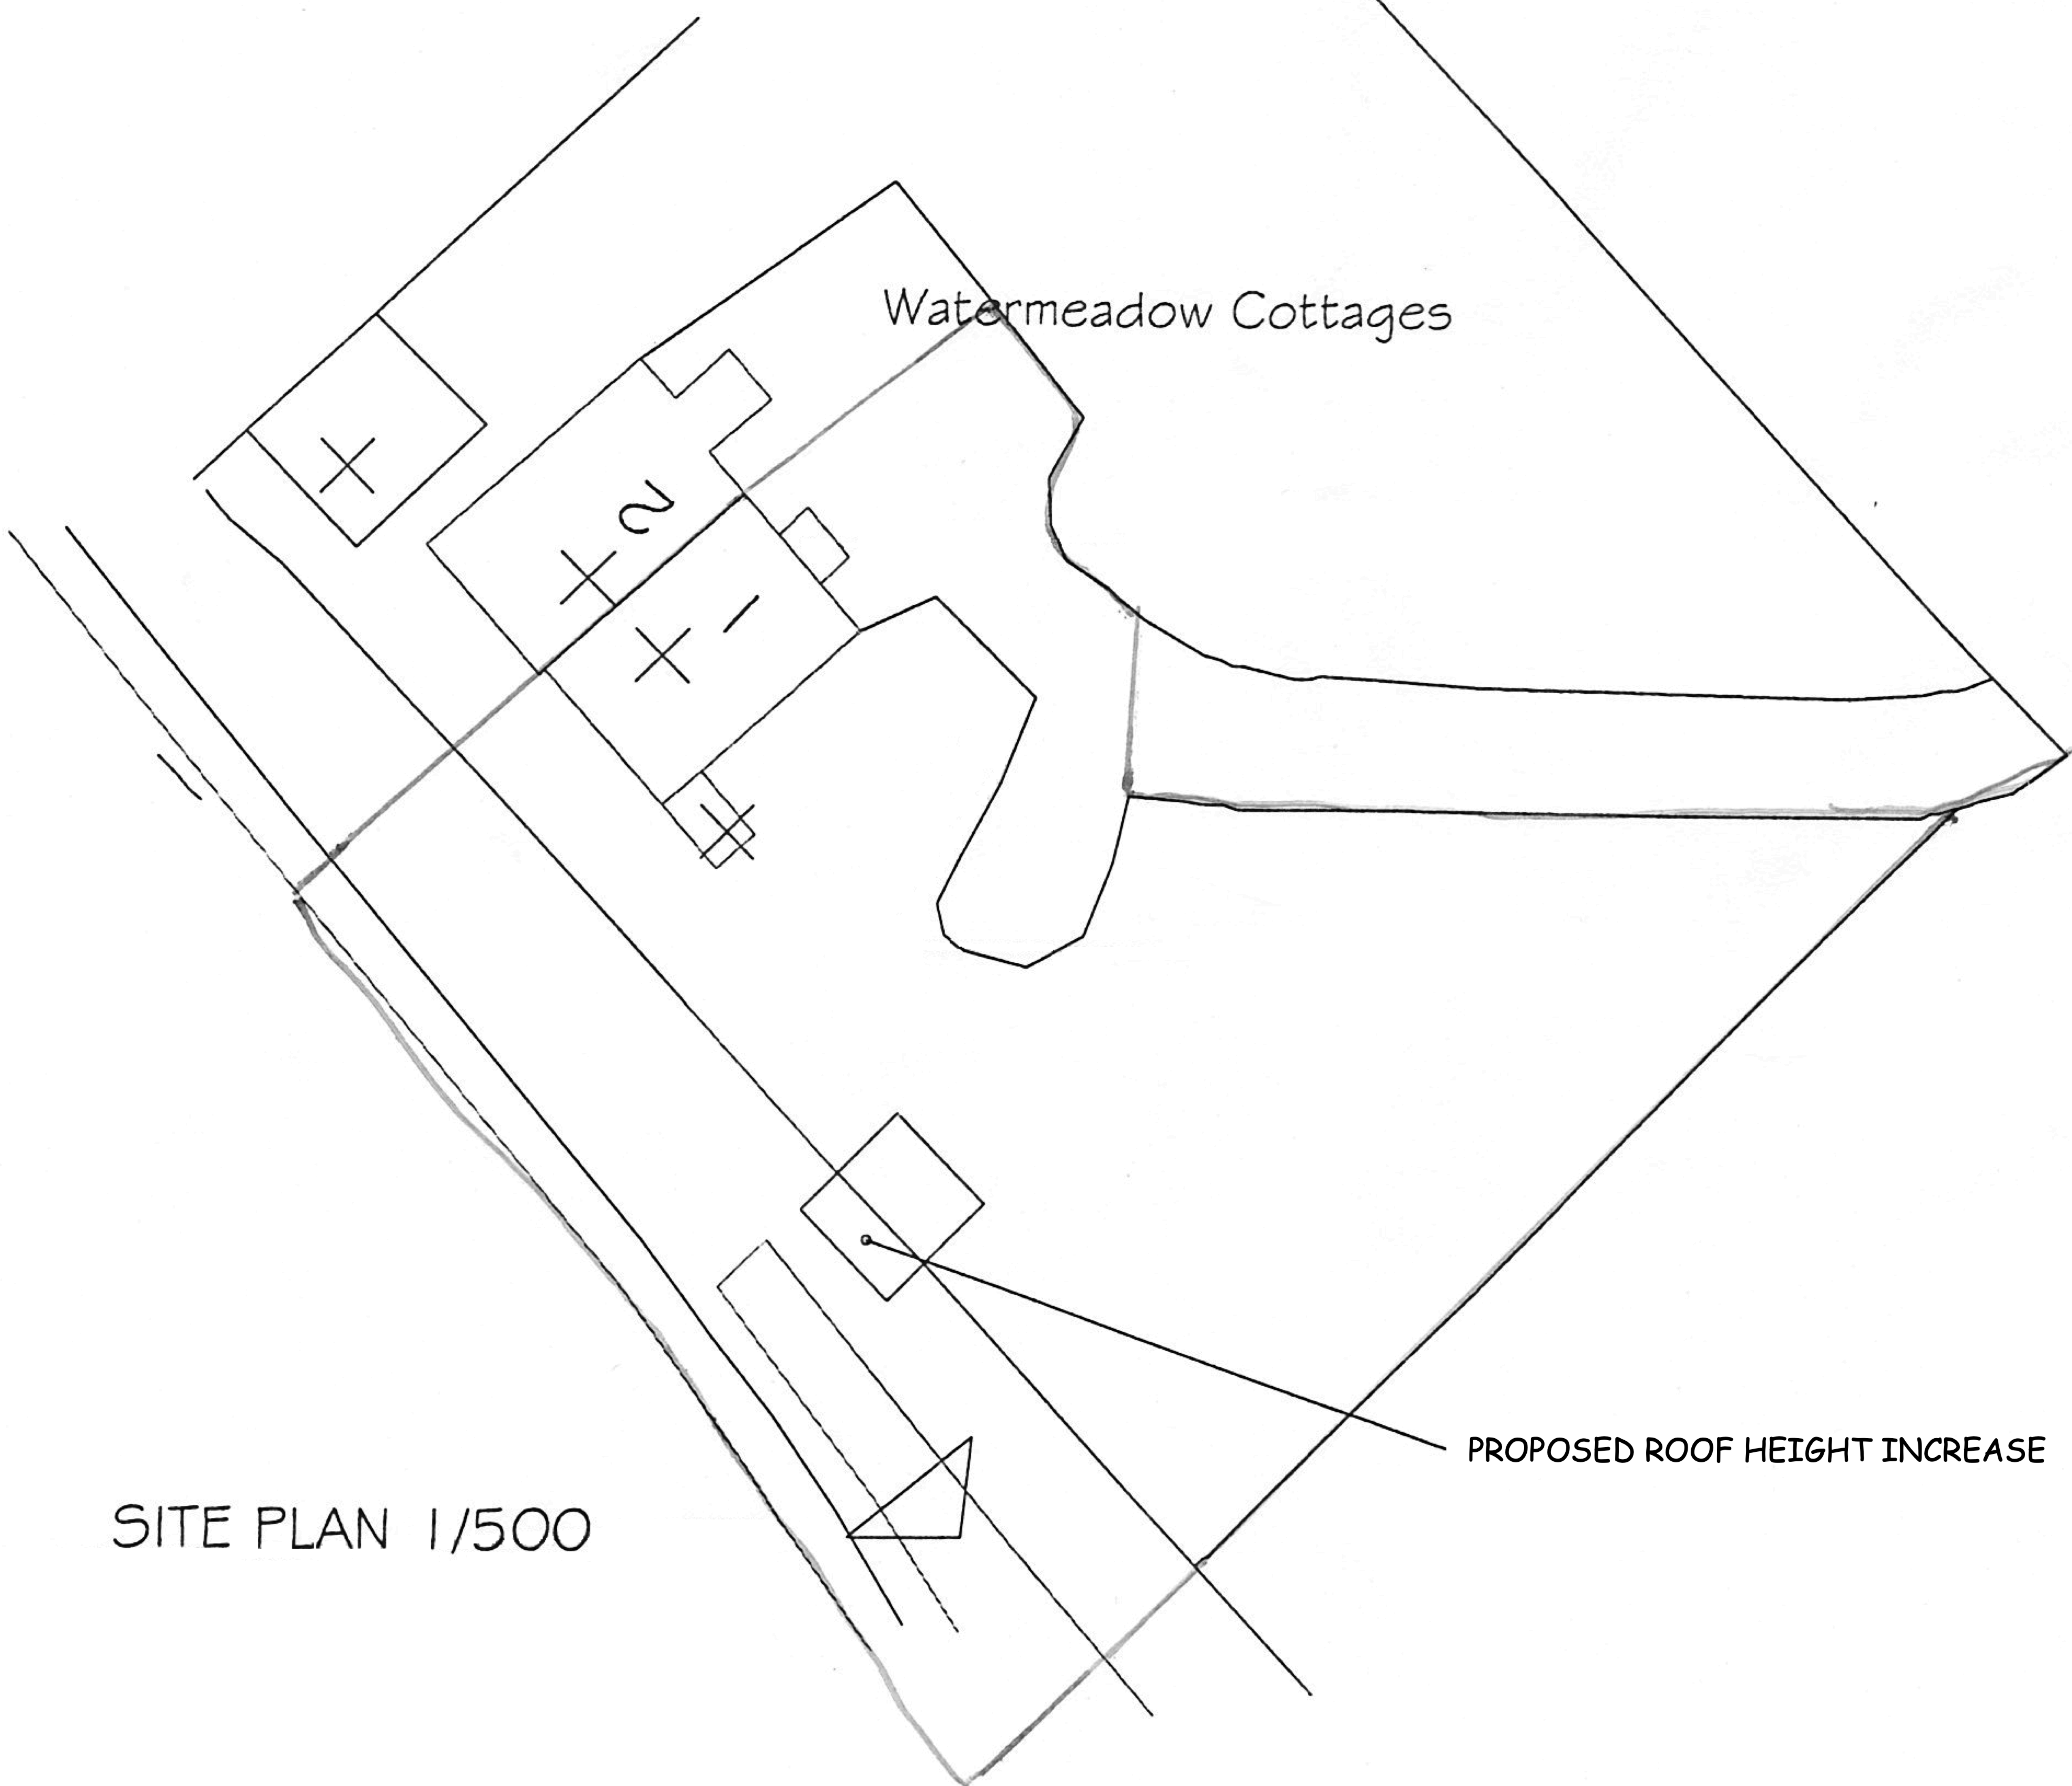 Watermeadow Cottages
2
1
PROPOSED ROOF HEIGHT INCREASE
SITE PLAN 1/500